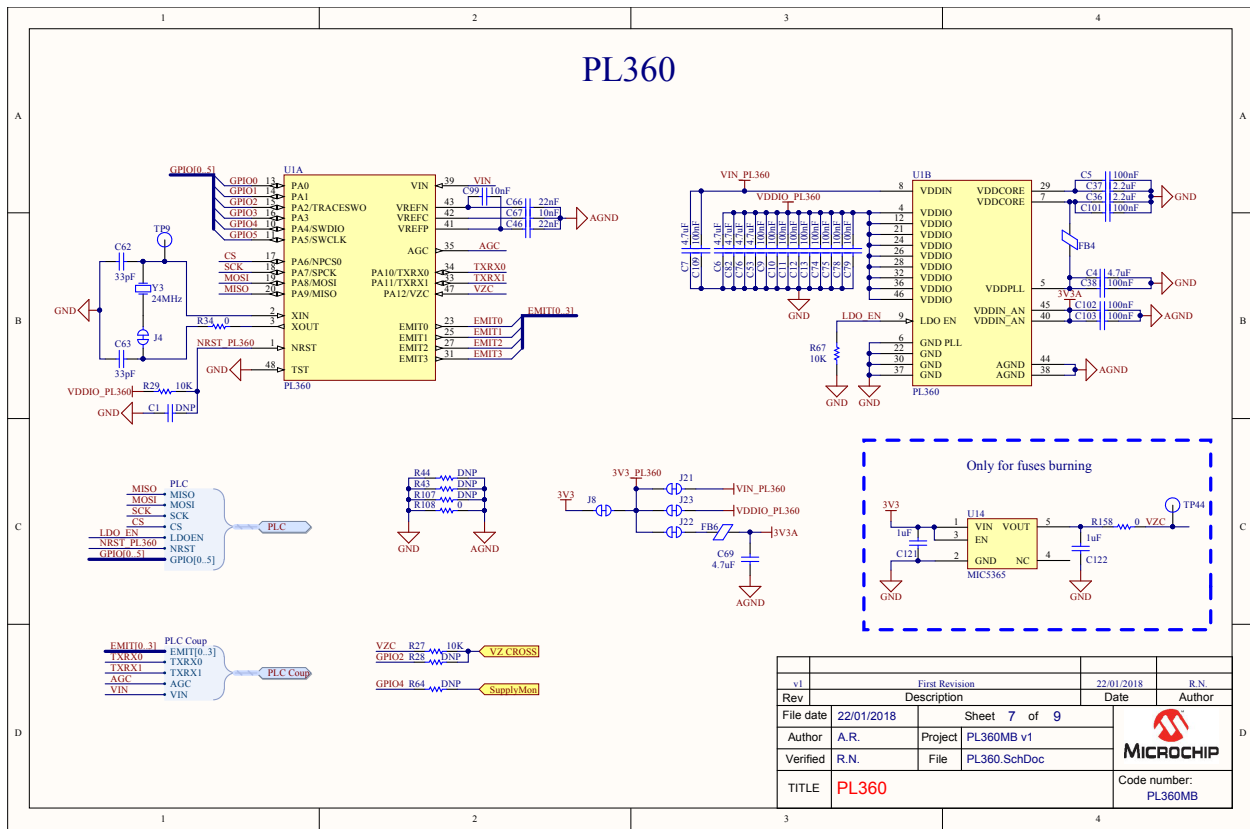 1 2 3 4
PL360
A A
B B
C C
D D
GPIO[0..5]
U1A
GPIO0 13 PA0
GPIO1 14 PA1
GPIO2 15 PA2/TRACESWO
GPIO3 16 PA3
GPIO4 10 PA4/SWDIO
GPIO5 1 PA5/SWCLK
CS 17 PA6/NPCS0
SCK 18 PA7/SPCK
MOSI 19 PA8/MOSI
MISO 20 PA9/MISO
2 XIN
3 XOUT
NRST_PL360 1 NRST
GND 48 TST
PL360
VIN 39 VIN
VREFN 43
VREFC 42
VREFP 41
C99 10nF
C66 22nF
C67 10nF
C46 22nF
AGND
AGC 35 AGC
PA10/TXRX0 34 TXRX0
PA11/TXRX1 33 TXRX1
PA12/VZC 47 VZC
EMIT[0..3]
EMIT0 23 EMIT0
EMIT1 25 EMIT1
EMIT2 27 EMIT2
EMIT3 31 EMIT3
TP9
C62
33pF
Y3
24MHz
GND
J4
R34 0
C63
33pF
VDDIO_PL360 R29 10K
GND C1 DNP
VIN_PL360
VDDIO_PL360
4.7uF 100nF 4.7uF 4.7uF 4.7uF 4.7uF 100nF 100nF 100nF 100nF 100nF 100nF 100nF 100nF
C7 C109 C6 C82 C76 C53 C9 C10 C11 C12 C74 C75 C78 C79
GND
U1B
8 VDDIN
4 VDDIO
12 VDDIO
21 VDDIO
24 VDDIO
26 VDDIO
28 VDDIO
32 VDDIO
36 VDDIO
46 VDDIO
LDO_EN 9 LDO EN
6 GND PLL
22 GND
30 GND
37 GND
R67
10K
GND GND
PL360
VDDCORE 29
VDDCORE 7
VDDPLL 5
VDDIN_AN 45
VDDIN_AN 40
AGND 44
AGND 38
C5 100nF
C37 2.2uF
C36 2.2uF
C101 100nF
GND
FB4
C4 4.7uF
C38 100nF
GND
3V3A
C102 100nF
C103 100nF
AGND
AGND
PLC
MISO MISO
MOSI MOSI
SCK SCK
CS CS
LDO EN LDOEN
NRST_PL360 NRST
GPIO[0..5] GPIO[0..5]
PLC
R44 DNP
R43 DNP
R107 DNP
R108 0
GND AGND
3V3 J8
3V3_PL360
J21 VIN_PL360
J23 VDDIO_PL360
J22 FB6 3V3A
C69
4.7uF
AGND
Only for fuses burning
3V3
U14
1 VIN VOUT 5
3 EN
2 GND NC 4
MIC5365
1uF
C121
GND
R158 0 VZC
TP44
1uF
C122
GND
PLC Coup
EMIT[0..3] EMIT[0..3]
TXRX0 TXRX0
TXRX1 TXRX1
AGC AGC
VIN VIN
PLC Coup
VZC R27 10K
GPIO2 R28 DNP
VZ CROSS
GPIO4 R64 DNP SupplyMon
v1 First Revision 22/01/2018 R.N.
Rev Description Date Author
File date 22/01/2018 Sheet 7 of 9
Author A.R. Project PL360MB v1
Verified R.N. File PL360.SchDoc
TITLE PL360
MICROCHIP
Code number:
PL360MB
1 2 3 4